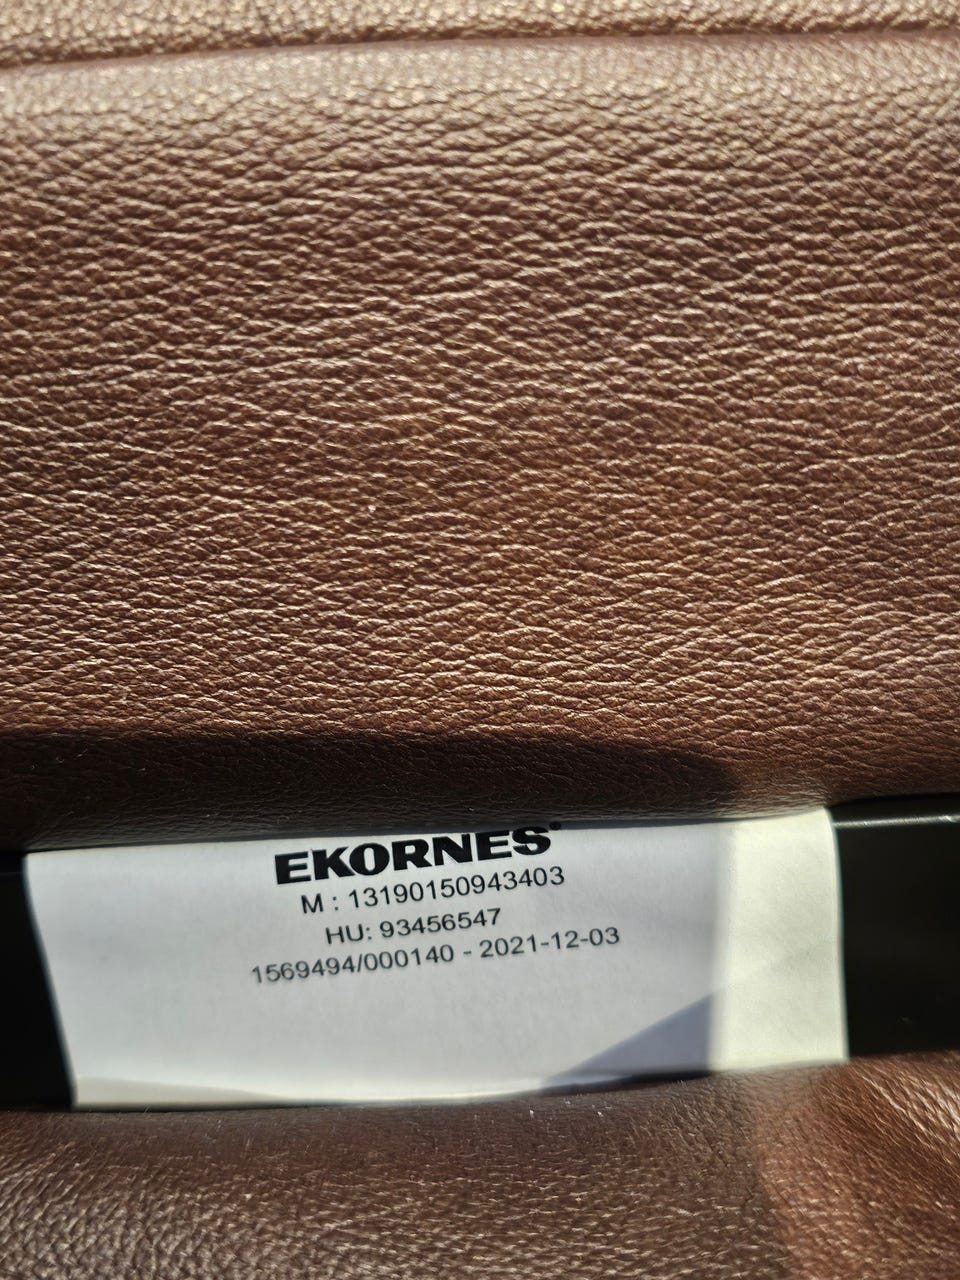 EKORNES
M : 13190150943403
HU: 93456547
1569494/000140 - 2021-12-03